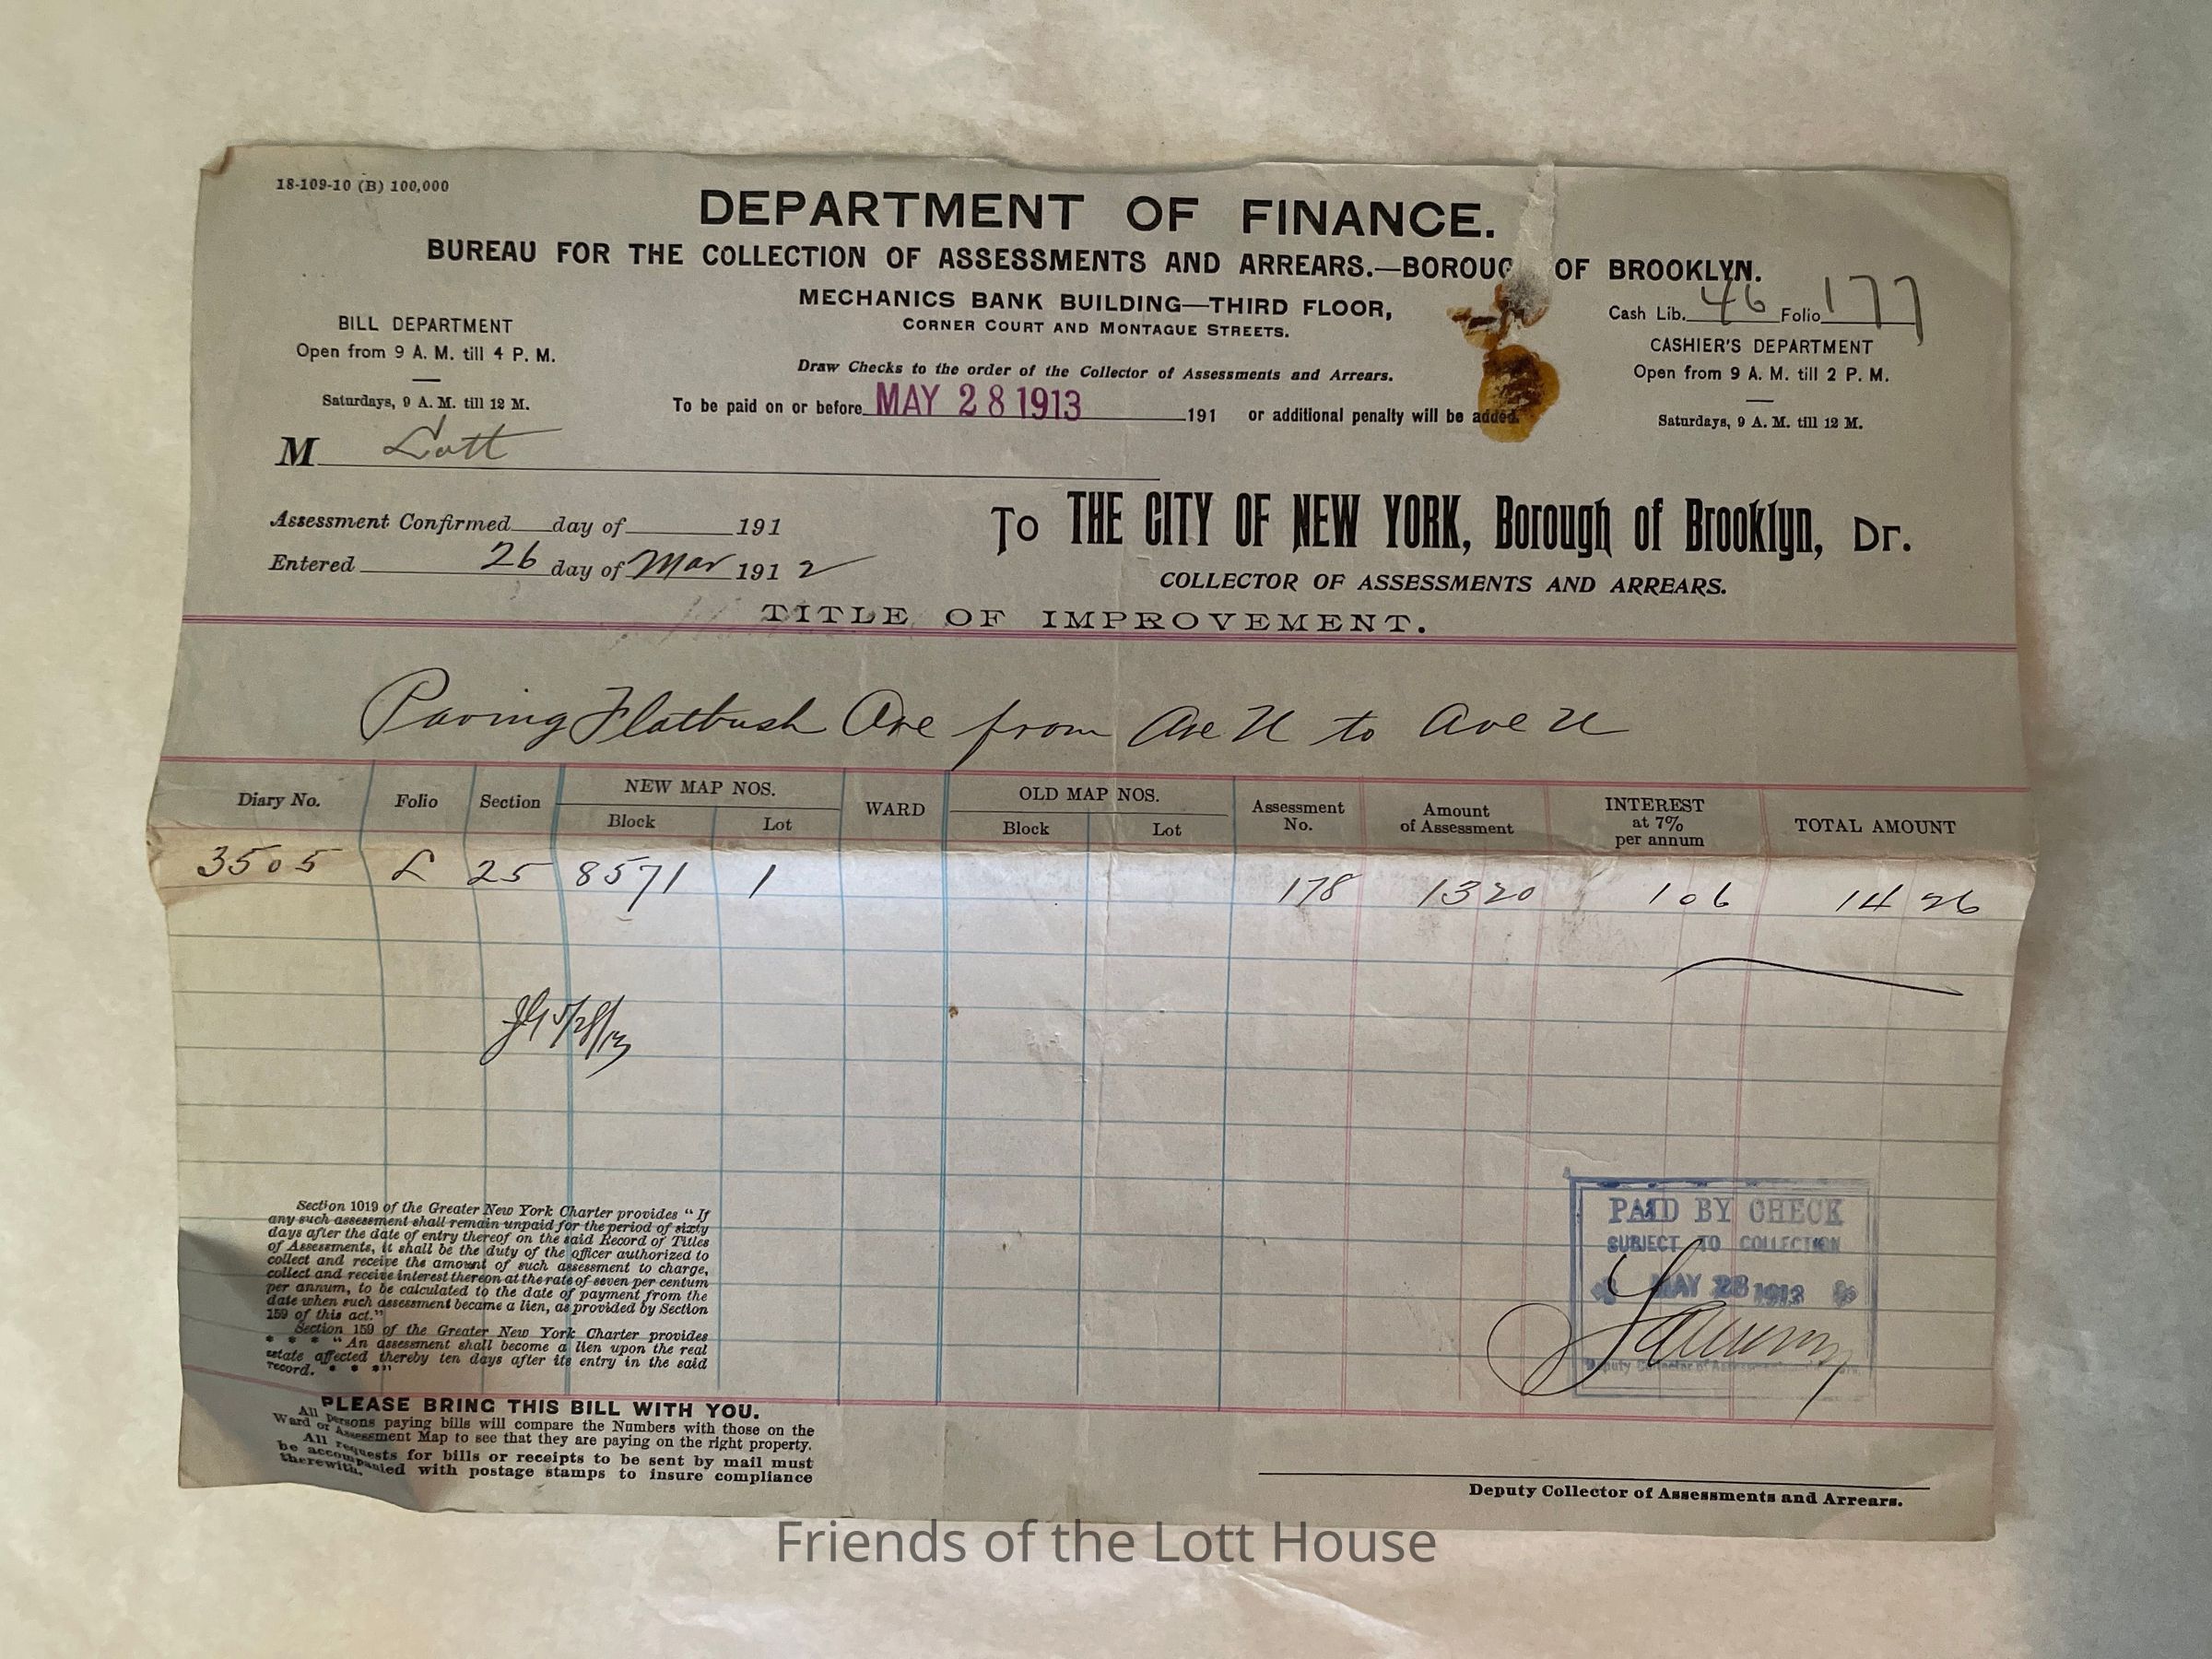 18-109-10 (B) 100,000
DEPARTMENT OF FINANCE.
BUREAU FOR THE COLLECTION OF ASSESSMENTS AND ARREARS.—BOROUG OF BROOKLYN.
MECHANICS BANK BUILDING—THIRD FLOOR,
CORNER COURT AND MONTAGUE STREETS.
Cash Lib. 46 Folio 177
BILL DEPARTMENT
Open from 9 A. M. till 4 P. M.
Saturdays, 9 A. M. till 12 M.
CASHIER'S DEPARTMENT
Open from 9 A. M. till 2 P. M.
Saturdays, 9 A. M. till 12 M.
Draw Checks to the order of the Collector of Assessments and Arrears.
To be paid on or before MAY 28 1913 191 or additional penalty will be added.
M Lott
Assessment Confirmed day of 191
Entered 26 day of Mar 191 2
To THE CITY OF NEW YORK, Borough of Brooklyn, Dr.
COLLECTOR OF ASSESSMENTS AND ARREARS.
TITLE OF IMPROVEMENT.
Paving Flatbush Ave from Ave N to Ave U
Diary No. Folio Section NEW MAP NOS. Block Lot WARD OLD MAP NOS. Block Lot Assessment No. Amount of Assessment INTEREST at 7% per annum TOTAL AMOUNT
3505 L 25 8571 1 178 13 20 1 06 14 26
5/28/13
Section 1019 of the Greater New York Charter provides "If
any such assessment shall remain unpaid for the period of sixty
days after the date of entry thereof on the said Record of Titles
of Assessments, it shall be the duty of the officer authorized to
collect and receive the amount of such assessment to charge,
collect and receive interest thereon at the rate of seven per centum
per annum, to be calculated to the date of payment from the
date when such assessment became a lien, as provided by Section
159 of this act."
Section 159 of the Greater New York Charter provides
* * * "An assessment shall become a lien upon the real
estate affected thereby ten days after its entry in the said
record. * * *"
PAID BY CHECK
SUBJECT TO COLLECTION
MAY 28 1913
Deputy Collector of
PLEASE BRING THIS BILL WITH YOU.
All persons paying bills will compare the Numbers with those on the
Ward or Assessment Map to see that they are paying on the right property.
All requests for bills or receipts to be sent by mail must
be accompanied with postage stamps to insure compliance
therewith.
Deputy Collector of Assessments and Arrears.
Friends of the Lott House